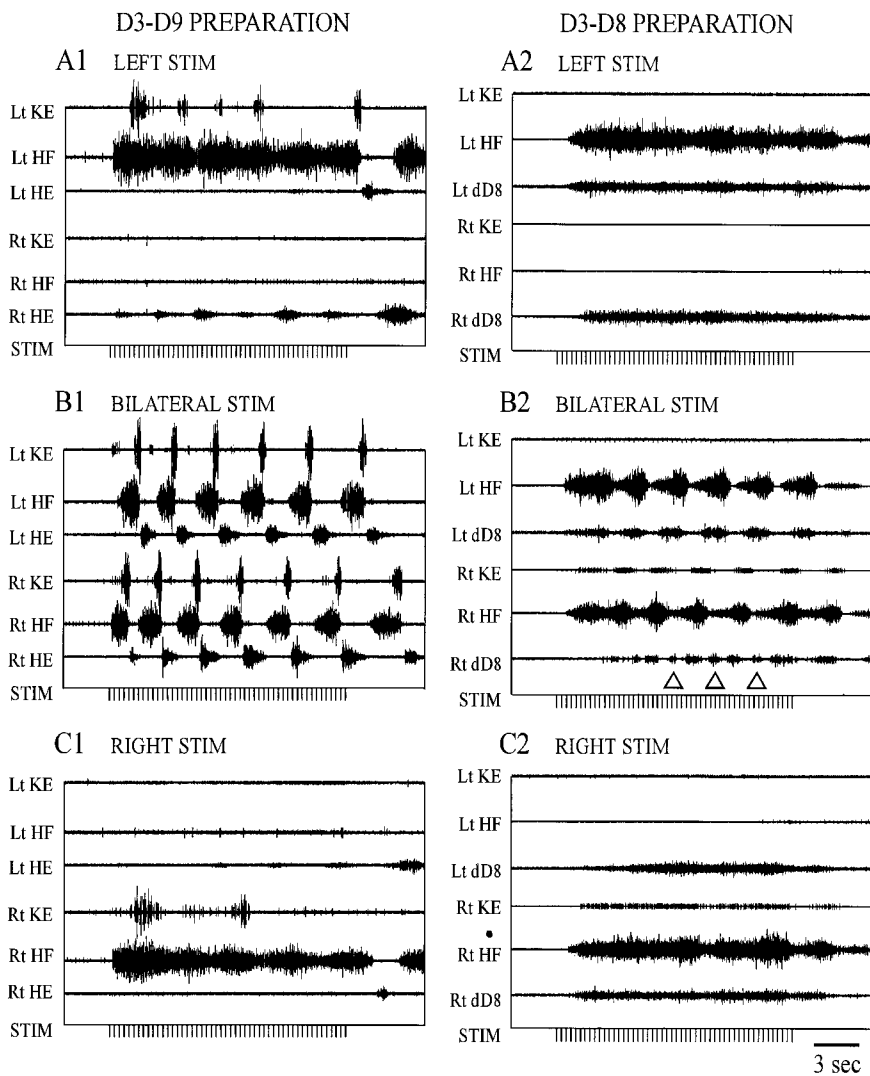 D3-D9 PREPARATION
A1 LEFT STIM
Lt KE
Lt HF
Lt HE
Rt KE
Rt HF
Rt HE
STIM
B1 BILATERAL STIM
Lt KE
Lt HF
Lt HE
Rt KE
Rt HF
Rt HE
STIM
C1 RIGHT STIM
Lt KE
Lt HF
Lt HE
Rt KE
Rt HF
Rt HE
STIM
D3-D8 PREPARATION
A2 LEFT STIM
Lt KE
Lt HF
Lt dD8
Rt KE
Rt HF
Rt dD8
STIM
B2 BILATERAL STIM
Lt KE
Lt HF
Lt dD8
Rt KE
Rt HF
Rt dD8
STIM
C2 RIGHT STIM
Lt KE
Lt HF
Lt dD8
Rt KE
Rt HF
Rt dD8
STIM
3 sec